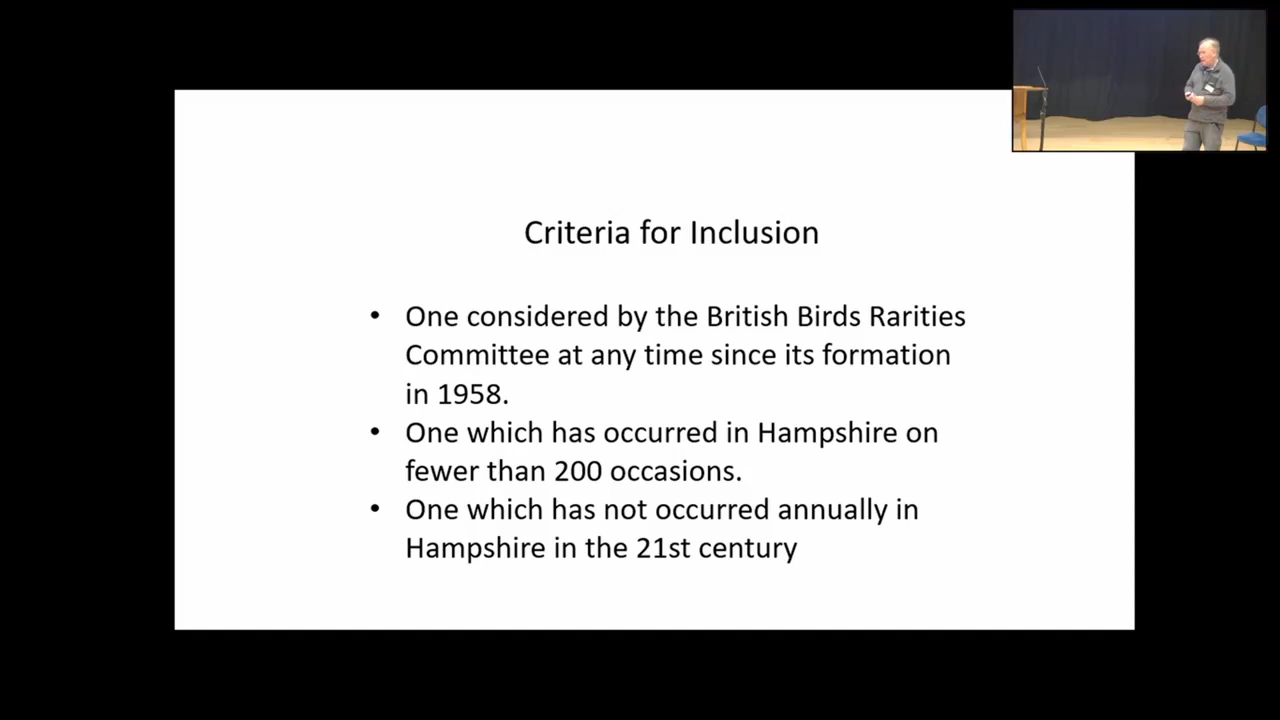 Criteria for Inclusion
• One considered by the British Birds Rarities
Committee at any time since its formation
in 1958.
• One which has occurred in Hampshire on
fewer than 200 occasions.
• One which has not occurred annually in
Hampshire in the 21st century